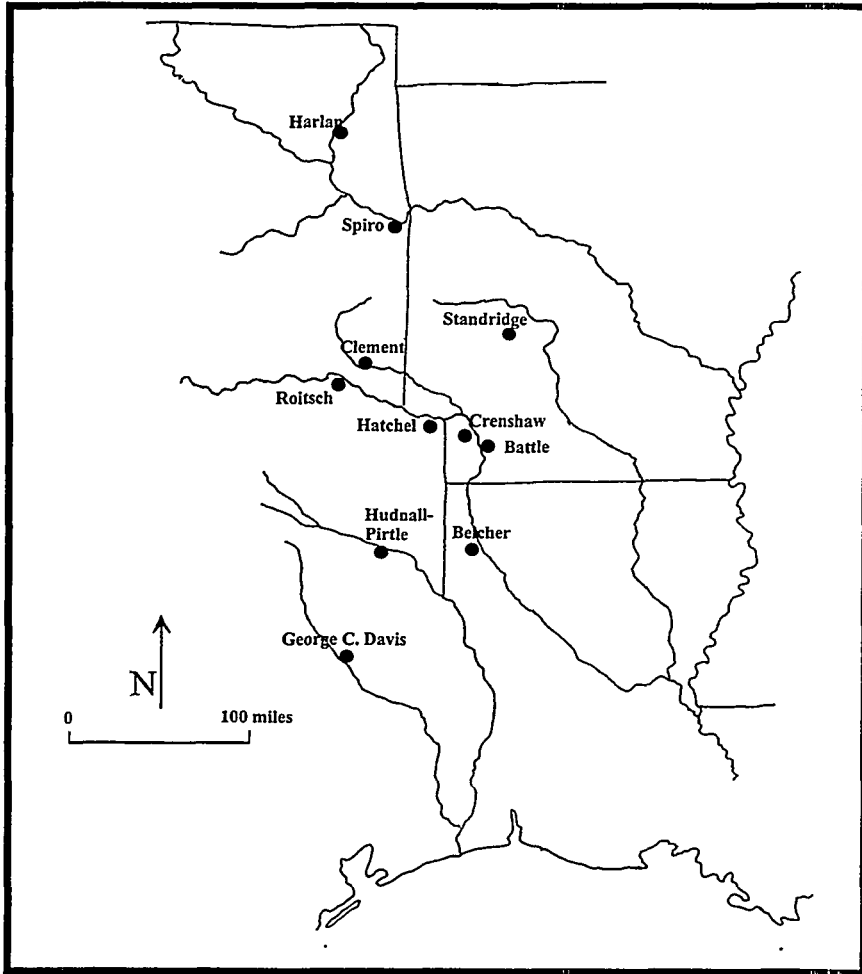 Harlan
Spiro
Standridge
Clement
Roitsch
Hatchel
Crenshaw
Battle
Hudnall-
Pirtle
Belcher
George C. Davis
N
0
100 miles